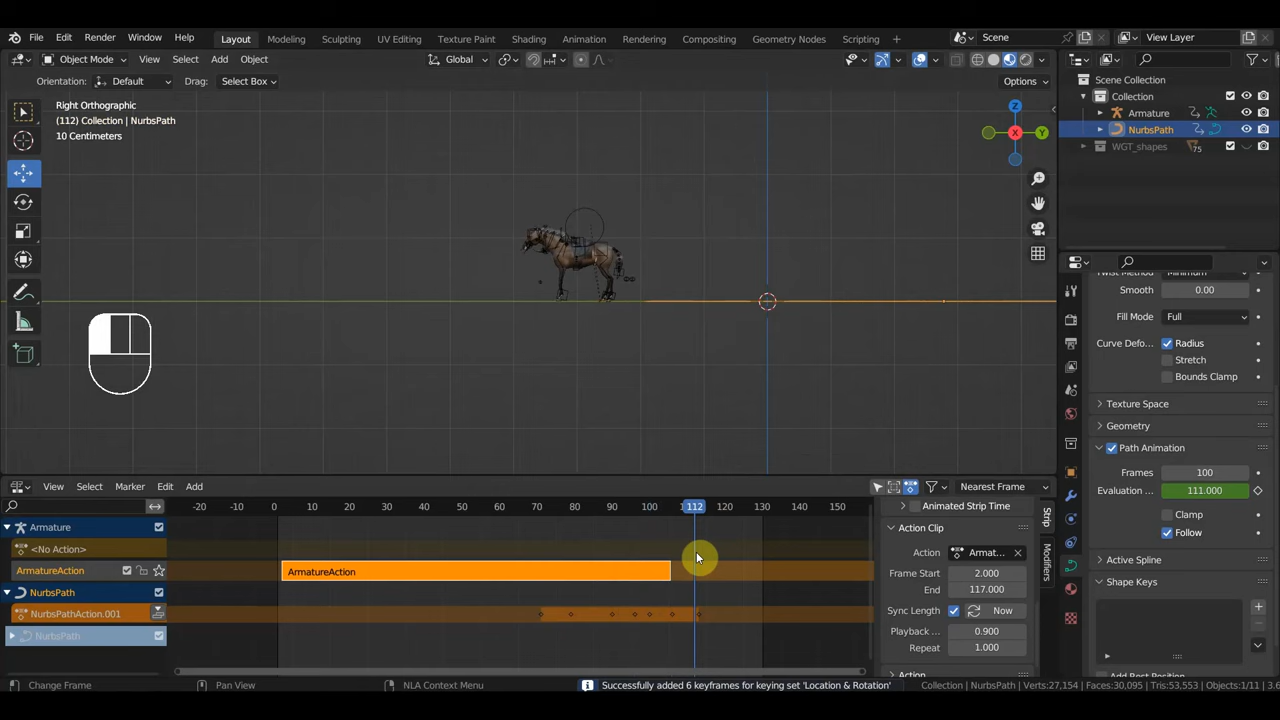 File Edit Render Window Help Layout Modeling Sculpting UV Editing Texture Paint Shading Animation Rendering Compositing Geometry Nodes Scripting + Scene View Layer
Object Mode View Select Add Object Global
Orientation: Default Drag: Select Box Options
Right Orthographic
(112) Collection | NurbsPath
10 Centimeters
Z
X
Y
Scene Collection
Collection
Armature
NurbsPath
WGT_shapes 75
Twist Method Minimum
Smooth 0.00
Fill Mode Full
Curve Defo... Radius
Stretch
Bounds Clamp
Texture Space
Geometry
Path Animation
Frames 100
Evaluation ... 111.000
Clamp
Follow
Active Spline
Shape Keys
View Select Marker Edit Add Nearest Frame
-20 -10 0 10 20 30 40 50 60 70 80 90 100 112 120 130 140 150
Armature
<No Action>
ArmatureAction
ArmatureAction
NurbsPath
NurbsPathAction.001
NurbsPath
Animated Strip Time
Action Clip
Action Armat...
Frame Start 2.000
End 117.000
Sync Length Now
Playback ... 0.900
Repeat 1.000
Action
Strip
Modifiers
Change Frame Pan View NLA Context Menu Successfully added 6 keyframes for keying set 'Location & Rotation' Collection | NurbsPath | Verts:27,154 | Faces:30,095 | Tris:53,553 | Objects:1/11 | 3.6